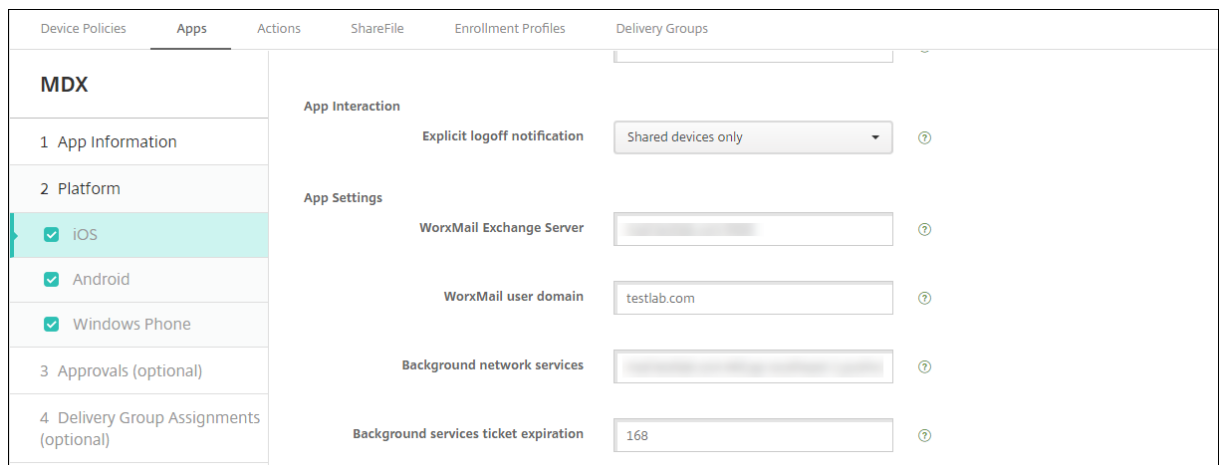 Device Policies Apps Actions ShareFile Enrollment Profiles Delivery Groups
MDX
1 App Information
2 Platform
iOS
Android
Windows Phone
3 Approvals (optional)
4 Delivery Group Assignments
(optional)
App Interaction
Explicit logoff notification Shared devices only
App Settings
WorxMail Exchange Server
WorxMail user domain testlab.com
Background network services
Background services ticket expiration 168